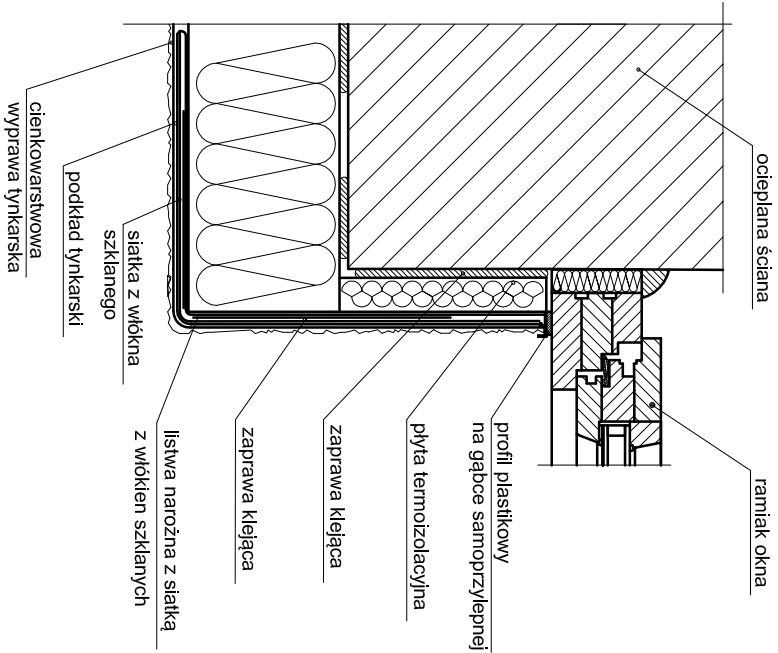 ocieplana ściana
ramiak okna
profil plastikowy
na gąbce samoprzylepnej
płyta termoizolacyjna
zaprawa klejąca
zaprawa klejąca
listwa narożna z siatką
z włókien szklanych
siatka z włókna
szklanego
podkład tynkarski
cienkowarstwowa
wyprawa tynkarska